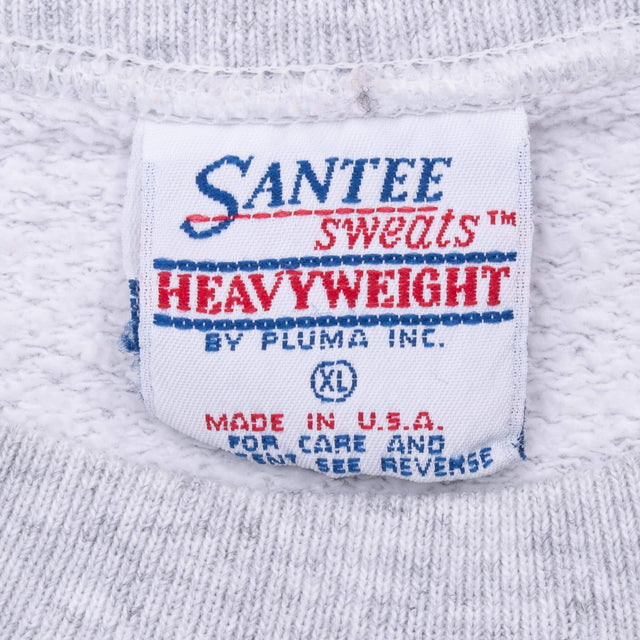 SANTEE
sweats™
HEAVYWEIGHT
BY PLUMA INC.
XL
MADE IN U.S.A.
FOR CARE AND
SEE REVERSE